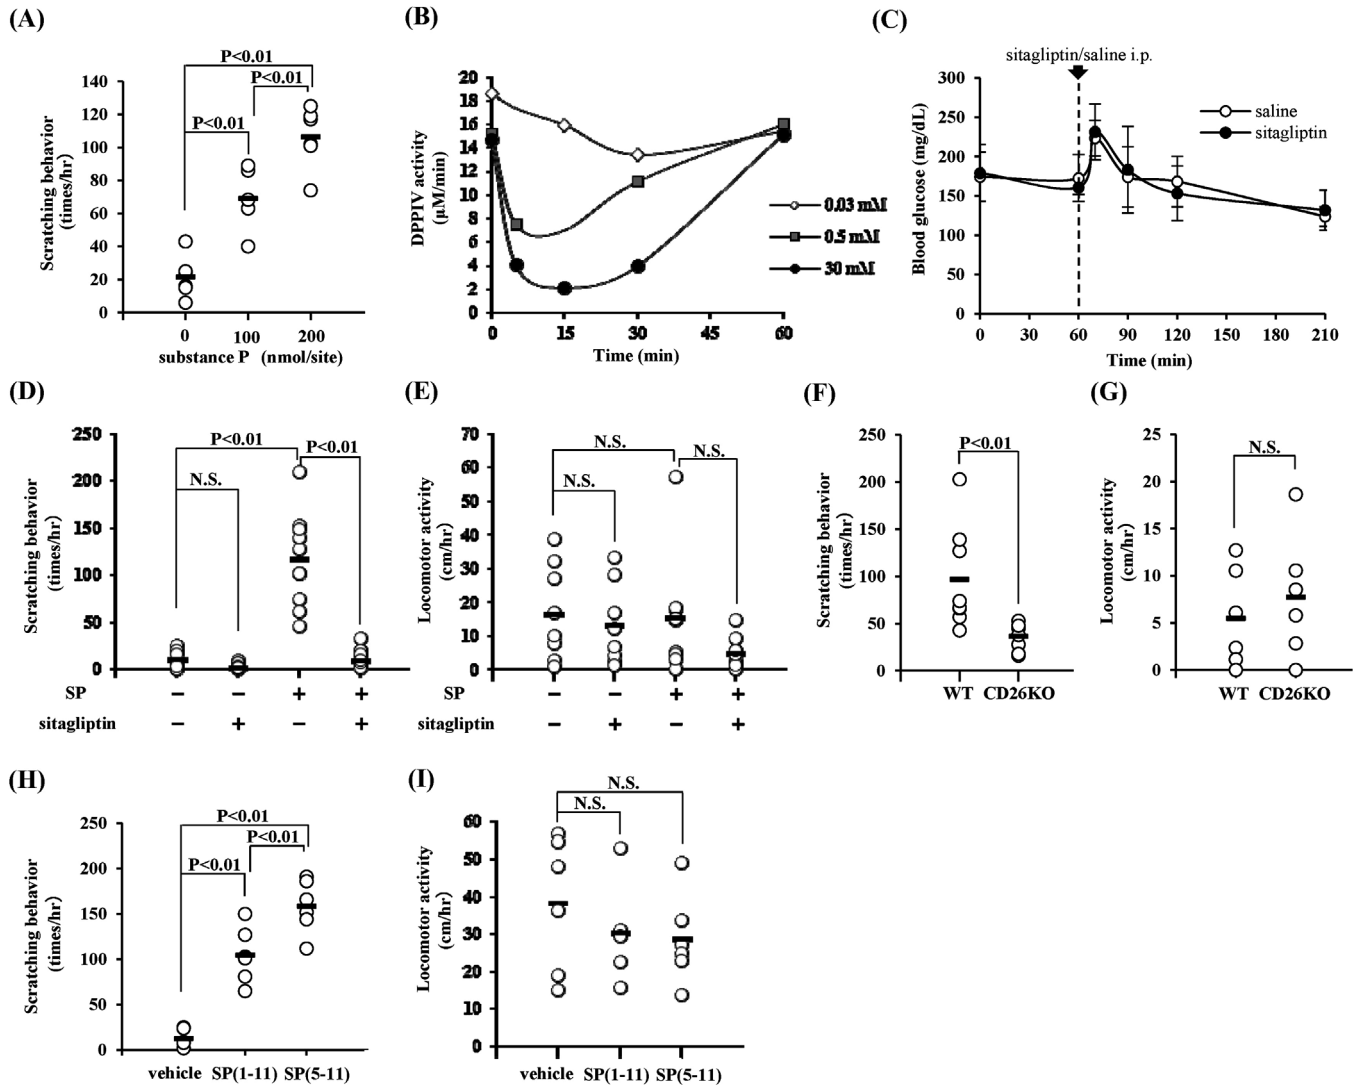 (A)
P<0.01
P<0.01
P<0.01
140
120
100
80
60
40
20
0
Scratching behavior
(times/hr)
0 100 200
substance P (nmol/site)
(B)
20
18
16
14
12
10
8
6
4
2
0
DPPIV activity
(μM/min)
0.03 mM
0.5 mM
30 mM
0 15 30 45 60
Time (min)
(C)
sitagliptin/saline i.p.
300
250
200
150
100
50
0
Blood glucose (mg/dL)
saline
sitagliptin
0 30 60 90 120 150 180 210
Time (min)
(D)
P<0.01
P<0.01
N.S.
250
200
150
100
50
0
Scratching behavior
(times/hr)
SP − − + +
sitagliptin − + − +
(E)
N.S.
N.S.
N.S.
70
60
50
40
30
20
10
0
Locomotor activity
(cm/hr)
SP − − + +
sitagliptin − + − +
(F)
P<0.01
250
200
150
100
50
0
Scratching behavior
(times/hr)
WT CD26KO
(G)
N.S.
25
20
15
10
5
0
Locomotor activity
(cm/hr)
WT CD26KO
(H)
P<0.01
P<0.01
P<0.01
250
200
150
100
50
0
Scratching behavior
(times/hr)
vehicle SP(1-11) SP(5-11)
(I)
N.S.
N.S.
60
50
40
30
20
10
0
Locomotor activity
(cm/hr)
vehicle SP(1-11) SP(5-11)